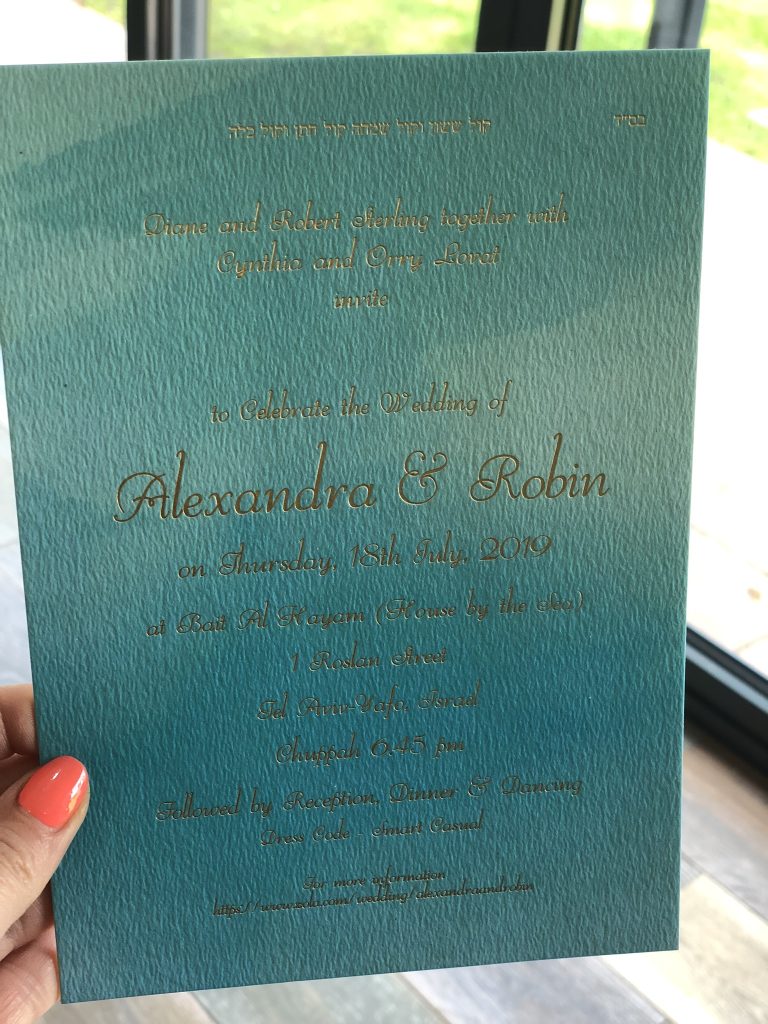 בס״ד
קול ששון וקול שמחה קול חתן וקול כלה
Diane and Robert Sterling together with
Cynthia and Orry Lovat
invite
to Celebrate the Wedding of
Alexandra & Robin
on Thursday, 18th July, 2019
at Bait Al Hayam (House by the Sea)
1 Roslan Street
Tel Aviv-Yafo, Israel
Chuppah 6.45 pm
Followed by Reception, Dinner & Dancing
Dress Code - Smart Casual
For more information
https://www.zola.com/wedding/alexandraandrobin